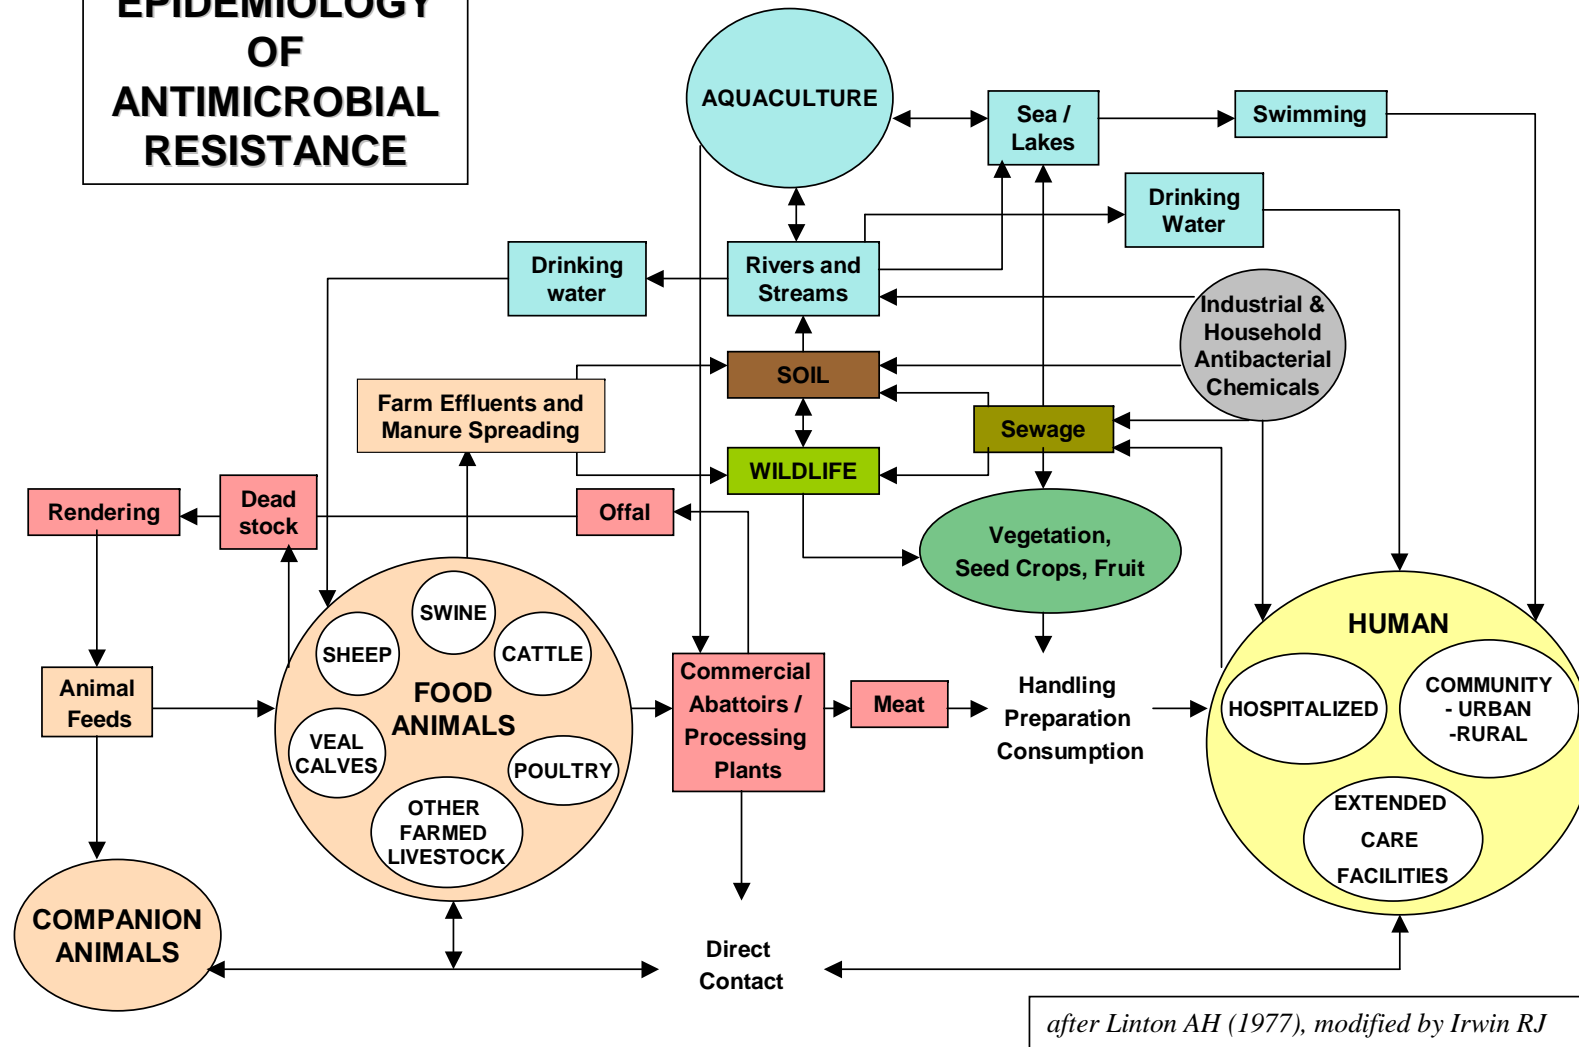 EPIDEMIOLOGY
OF
ANTIMICROBIAL
RESISTANCE
AQUACULTURE
Sea /
Lakes
Swimming
Drinking
Water
Drinking
water
Rivers and
Streams
Industrial &
Household
Antibacterial
Chemicals
SOIL
Farm Effluents and
Manure Spreading
Sewage
WILDLIFE
Rendering
Dead
stock
Offal
Vegetation,
Seed Crops, Fruit
SWINE
SHEEP
CATTLE
FOOD
ANIMALS
VEAL
CALVES
POULTRY
OTHER
FARMED
LIVESTOCK
Animal
Feeds
Commercial
Abattoirs /
Processing
Plants
Meat
Handling
Preparation
Consumption
HUMAN
HOSPITALIZED
COMMUNITY
- URBAN
-RURAL
EXTENDED
CARE
FACILITIES
COMPANION
ANIMALS
Direct
Contact
after Linton AH (1977), modified by Irwin RJ